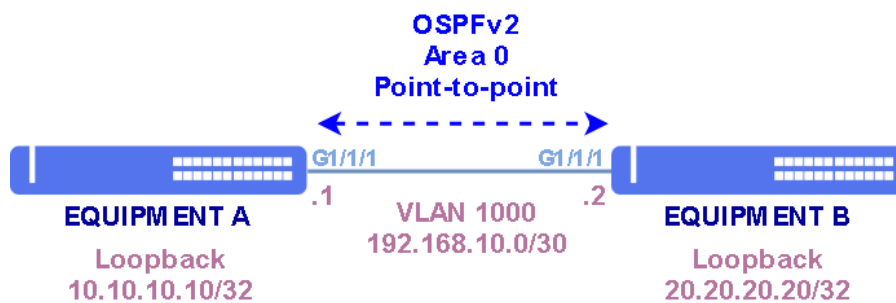 OSPFv2
Area 0
Point-to-point
G1/1/1
G1/1/1
.1
.2
EQUIPMENT A
VLAN 1000
EQUIPMENT B
192.168.10.0/30
Loopback
10.10.10.10/32
Loopback
20.20.20.20/32